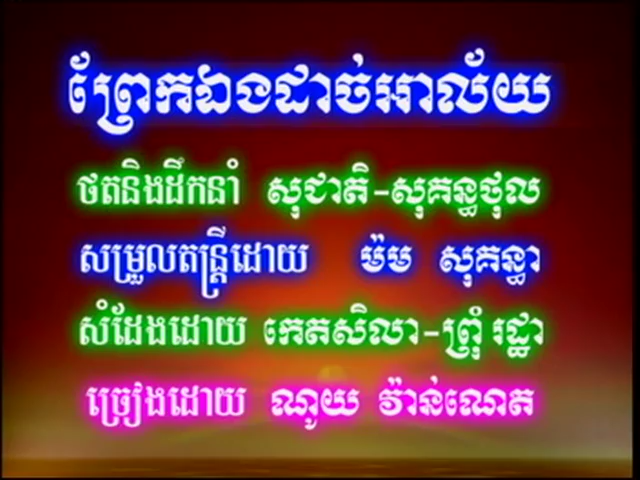 ព្រែកឯងដាច់អាល័យ
ថតនិងដឹកនាំ សុជាតិ-សុគន្ធថុល
សម្រួលតន្ត្រីដោយ ម៉ម សុគន្ធា
សំដែងដោយ កេតសិលា-ព្រុំ រដ្ឋា
ច្រៀងដោយ ណូយ វ៉ាន់ណេត